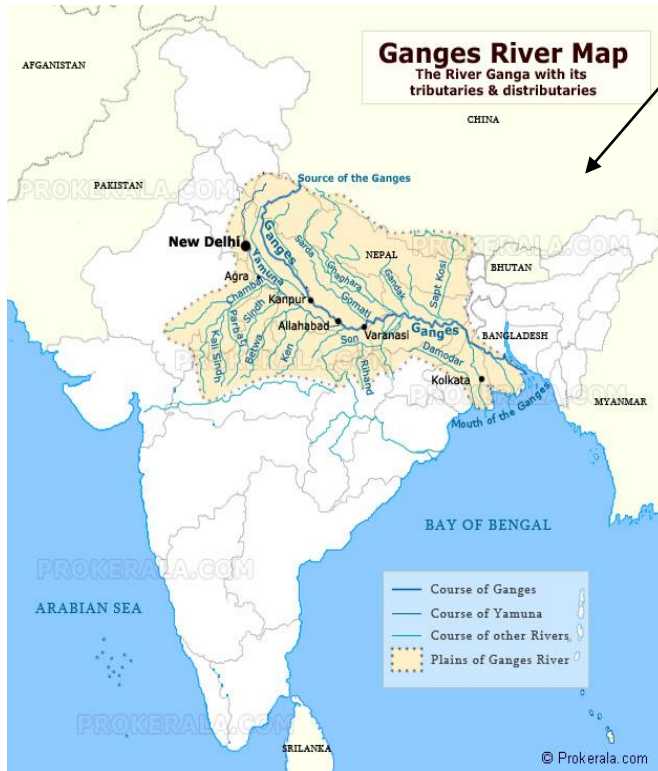 Ganges River Map
The River Ganga with its
tributaries & distributaries
AFGANISTAN
CHINA
PAKISTAN
PROKERALA.COM
Source of the Ganges
New Delhi
Ganges
Yamuna
Sarda
NEPAL
PROKERALA.COM
BHUTAN
Agra
Chambal
Ghaghara
Gandak
Sapt Kosi
Kanpur
Gomati
Sindh
Parbati
Betwa
Allahabad
Ganges
BANGLADESH
Kali Sindh
Ken
Son
Varanasi
Rihand
Damodar
Kolkata
PROKERALA.COM
MYANMAR
Mouth of the Ganges
BAY OF BENGAL
PROKERALA.COM
ARABIAN SEA
Course of Ganges
Course of Yamuna
Course of other Rivers
Plains of Ganges River
PROKERALA.COM
SRILANKA
© Prokerala.com